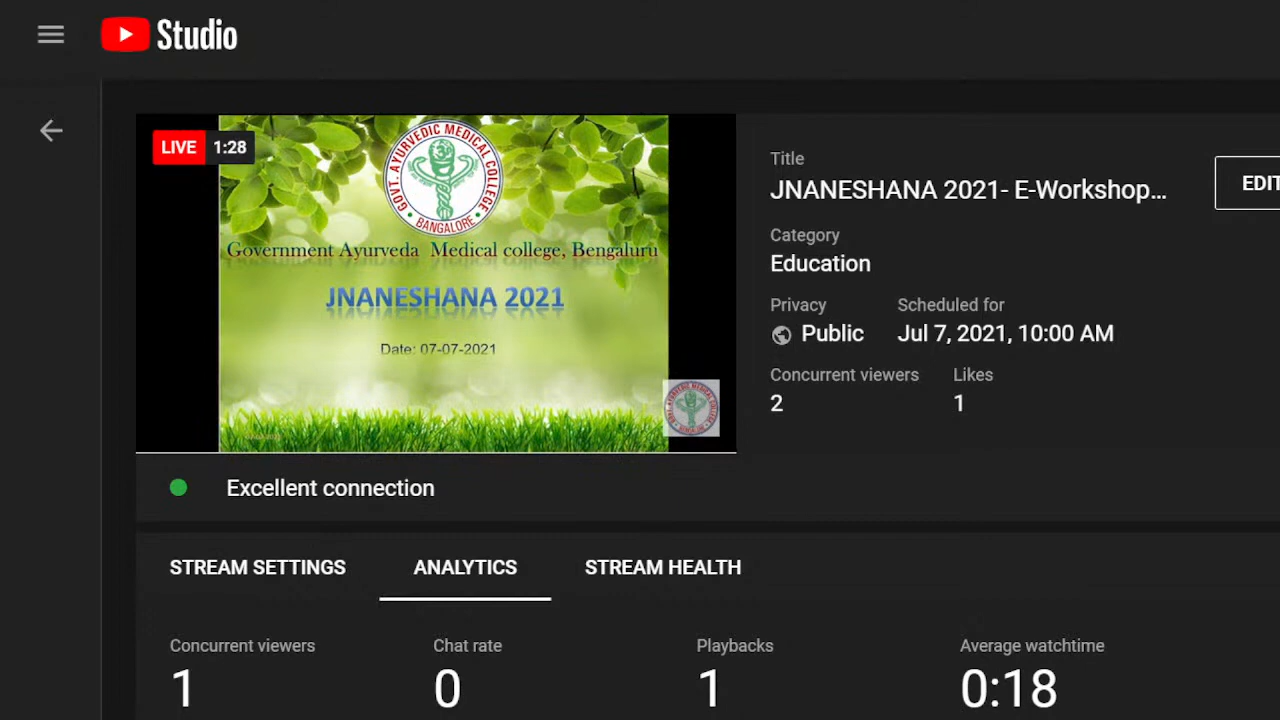 Studio
LIVE 1:28
GOVT. AYURVEDIC MEDICAL COLLEGE
BANGALORE
Government Ayurveda Medical college, Bengaluru
JNANESHANA 2021
Date: 07-07-2021
Title
JNANESHANA 2021- E-Workshop...
EDIT
Category
Education
Privacy Scheduled for
Public Jul 7, 2021, 10:00 AM
Concurrent viewers Likes
2 1
Excellent connection
STREAM SETTINGS ANALYTICS STREAM HEALTH
Concurrent viewers Chat rate Playbacks Average watchtime
1 0 1 0:18